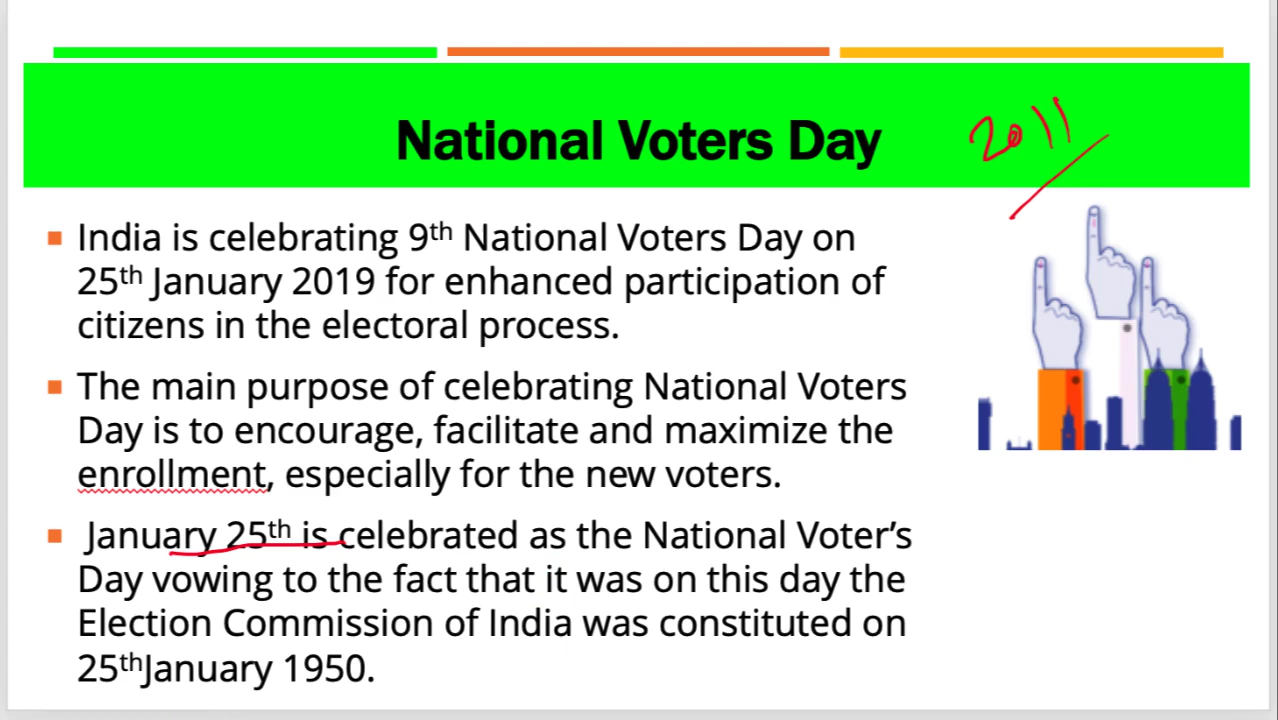 National Voters Day
2011
India is celebrating 9th National Voters Day on
25th January 2019 for enhanced participation of
citizens in the electoral process.
The main purpose of celebrating National Voters
Day is to encourage, facilitate and maximize the
enrollment, especially for the new voters.
January 25th is celebrated as the National Voter’s
Day vowing to the fact that it was on this day the
Election Commission of India was constituted on
25thJanuary 1950.